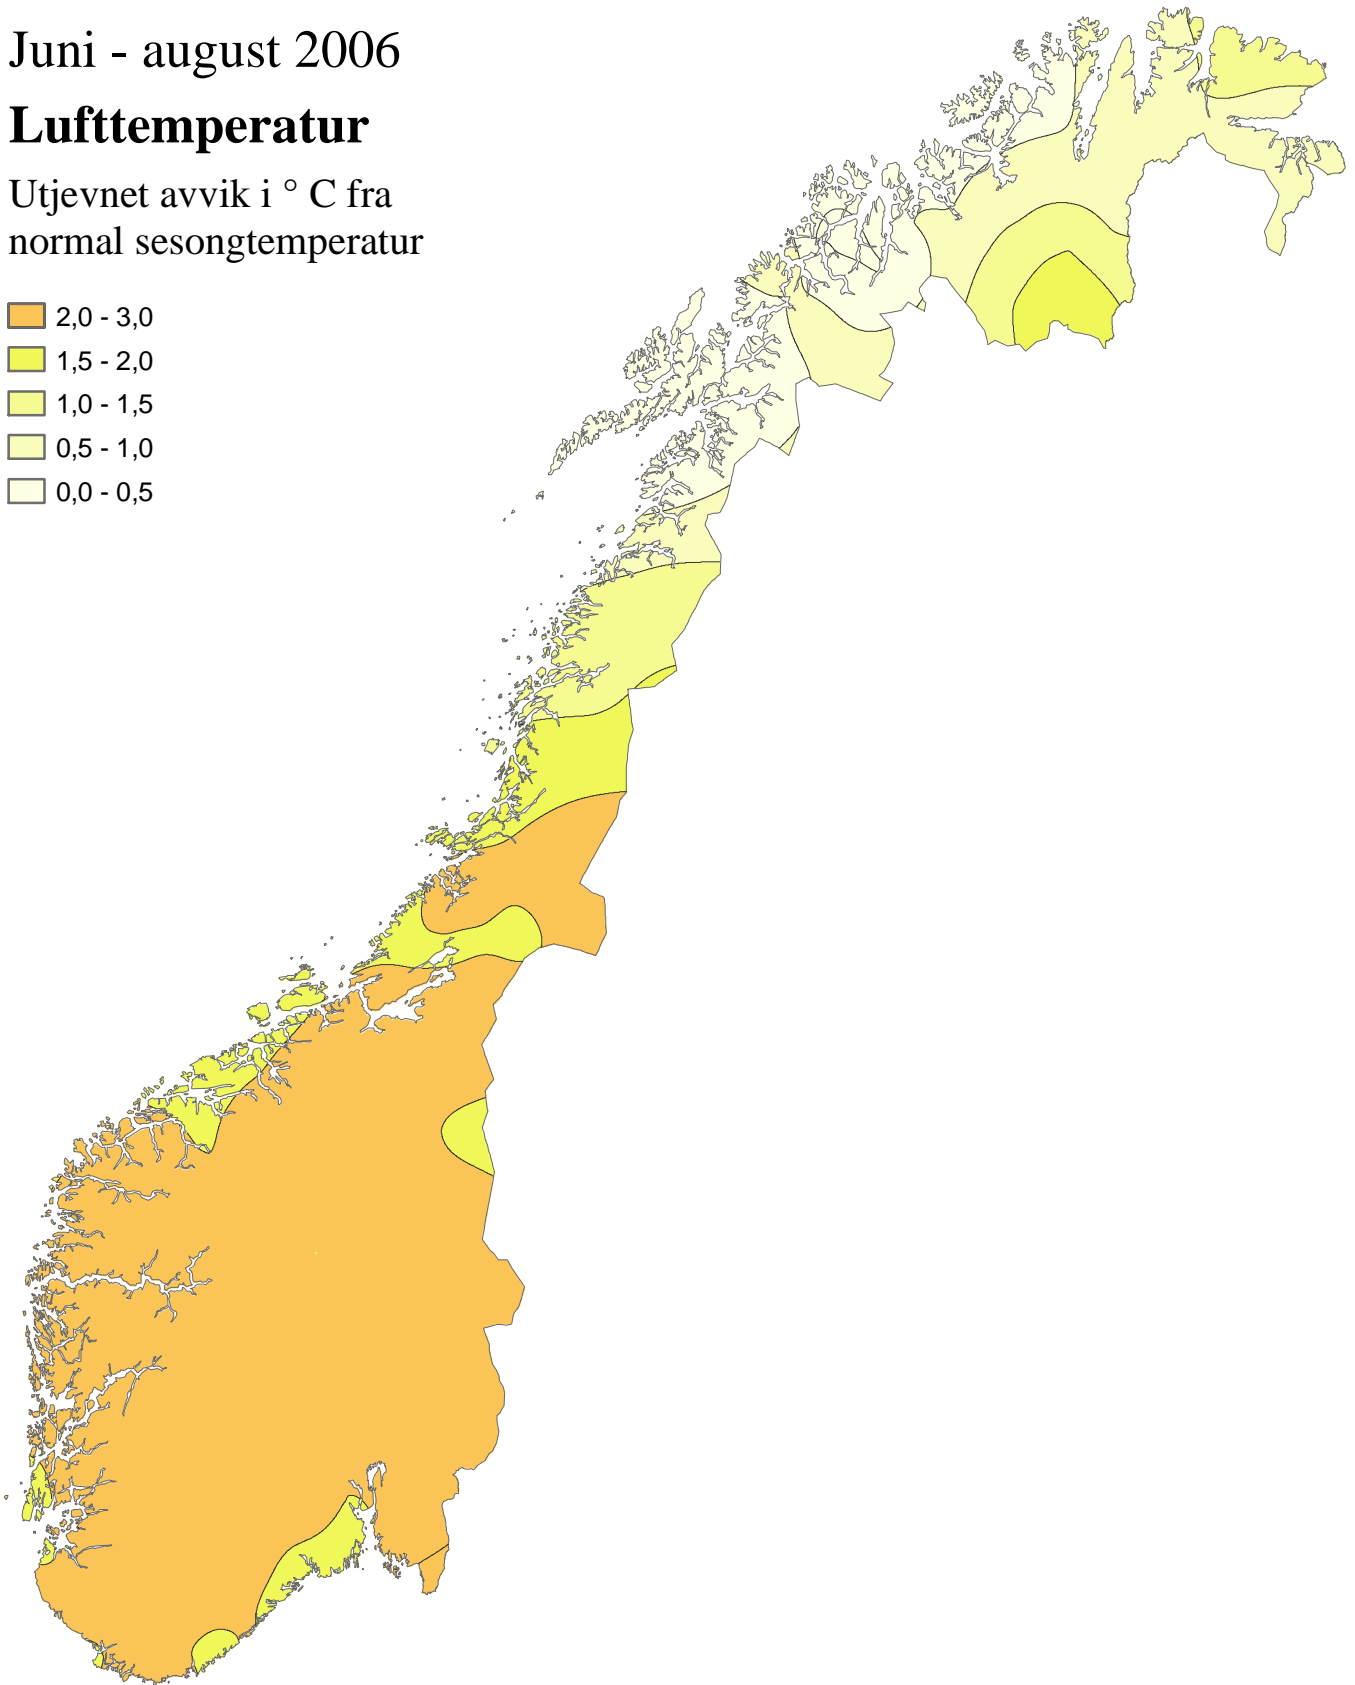 Juni - august 2006
Lufttemperatur
Utjevnet avvik i ° C fra
normal sesongtemperatur
2,0 - 3,0
1,5 - 2,0
1,0 - 1,5
0,5 - 1,0
0,0 - 0,5